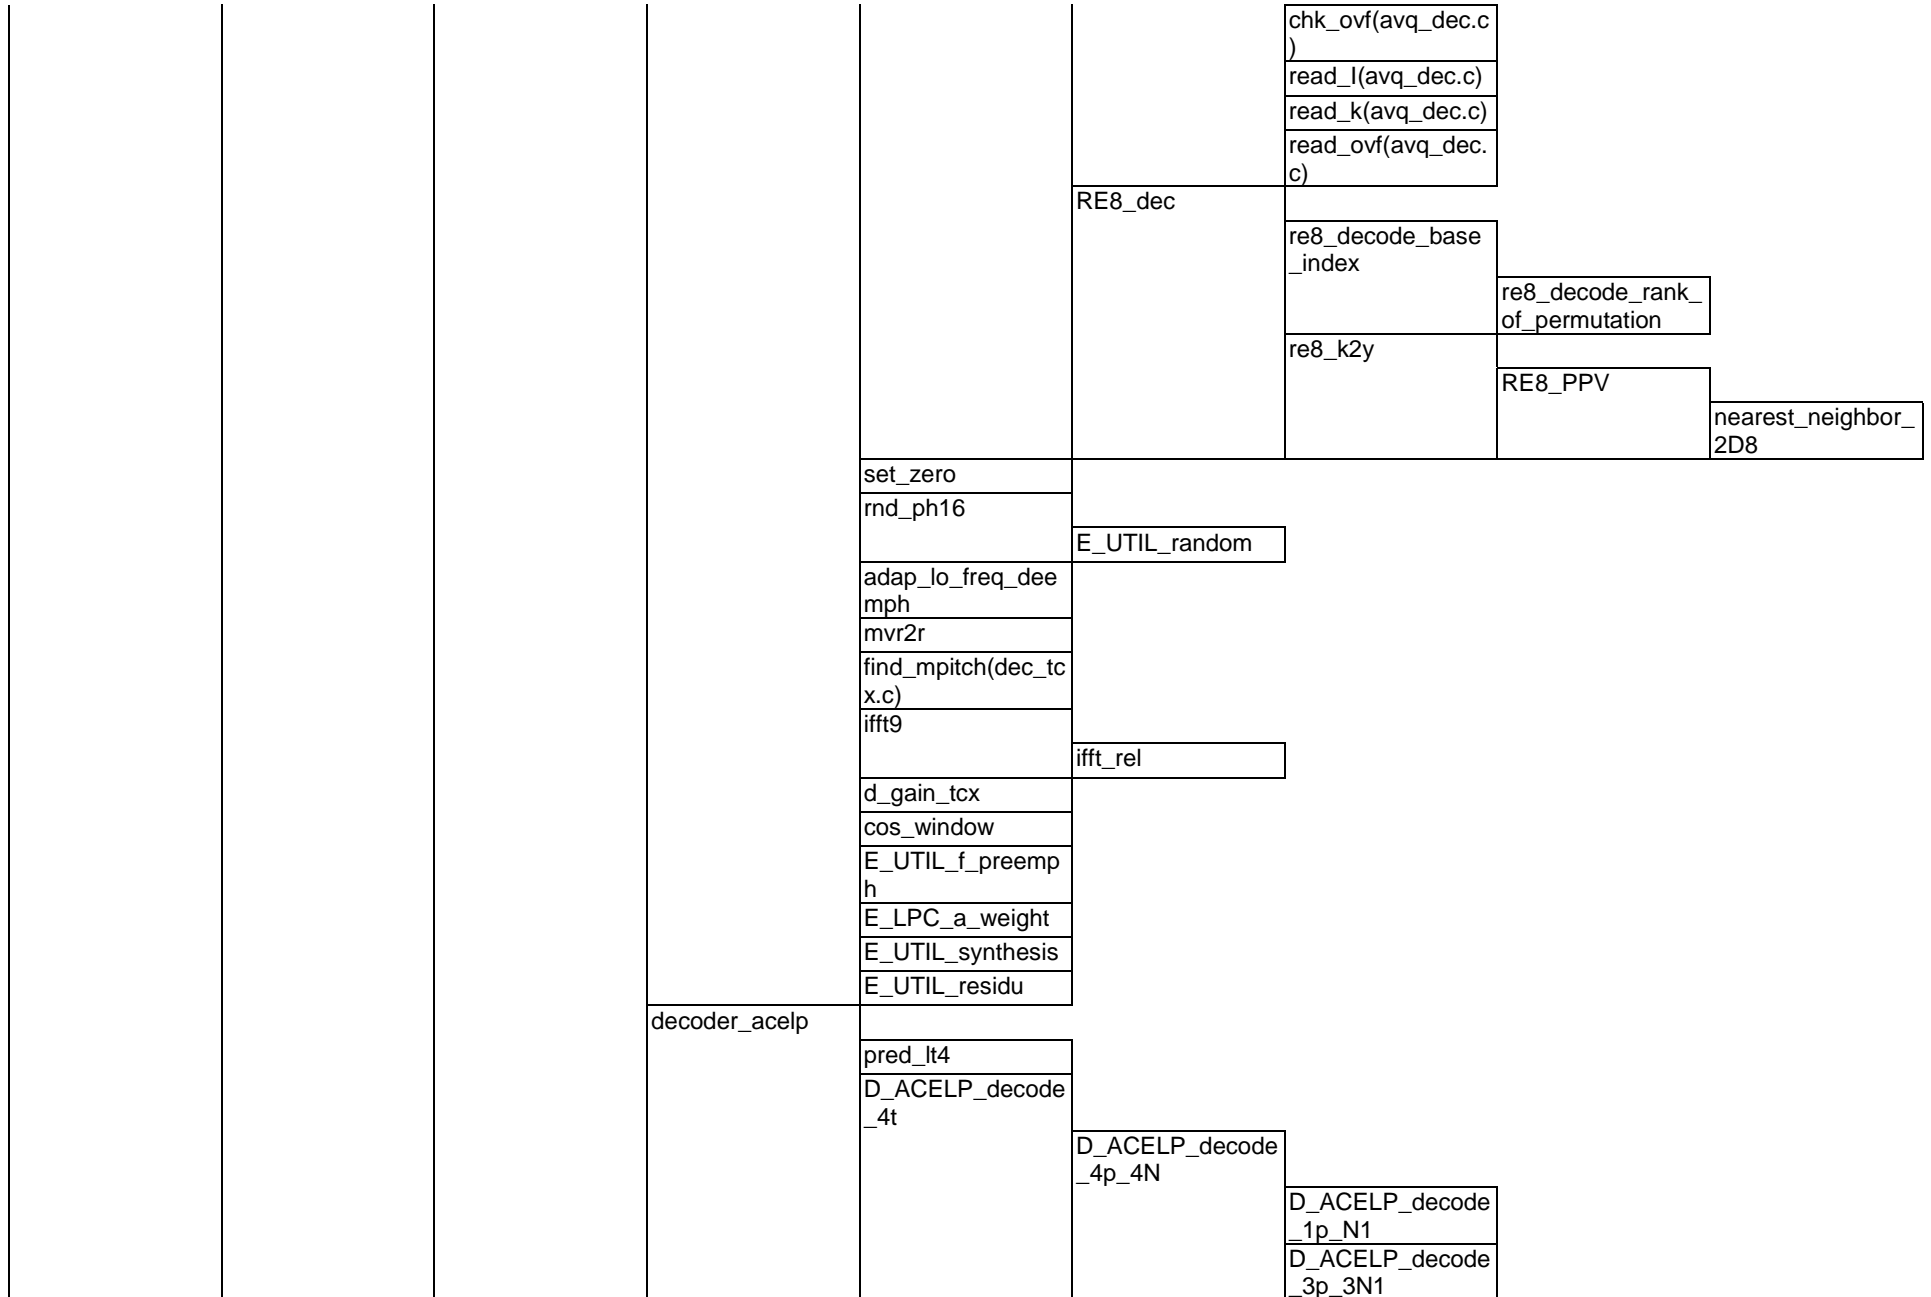 chk_ovf(avq_dec.c
)
read_I(avq_dec.c)
read_k(avq_dec.c)
read_ovf(avq_dec.
c)
RE8_dec
re8_decode_base
_index
re8_decode_rank_
of_permutation
re8_k2y
RE8_PPV
nearest_neighbor_
2D8
set_zero
rnd_ph16
E_UTIL_random
adap_lo_freq_dee
mph
mvr2r
find_mpitch(dec_tc
x.c)
ifft9
ifft_rel
d_gain_tcx
cos_window
E_UTIL_f_preemp
h
E_LPC_a_weight
E_UTIL_synthesis
E_UTIL_residu
decoder_acelp
pred_lt4
D_ACELP_decode
_4t
D_ACELP_decode
_4p_4N
D_ACELP_decode
_1p_N1
D_ACELP_decode
_3p_3N1